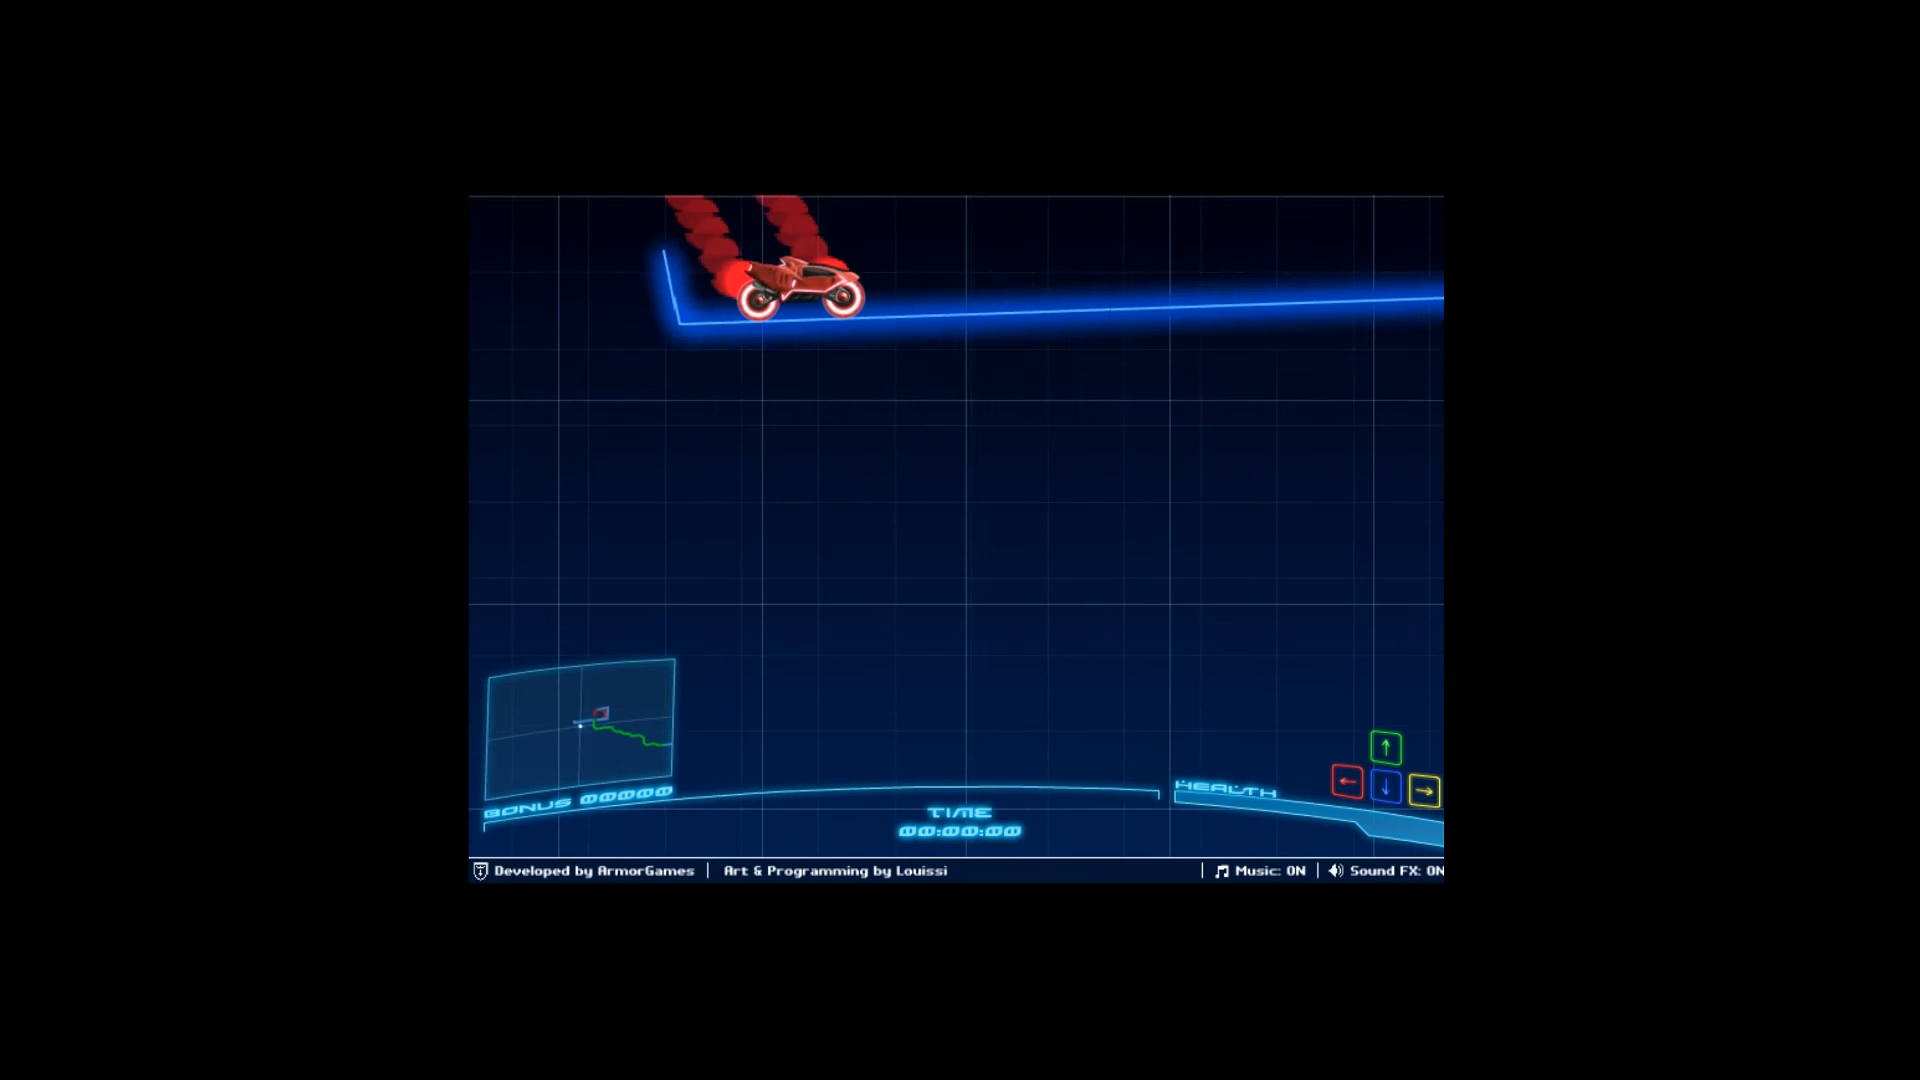 BONUS 00000
TIME
00:00:00
HEALTH
↑
← ↓ →
Developed by ArmorGames | Art & Programming by Louissi | Music: ON | Sound FX: ON